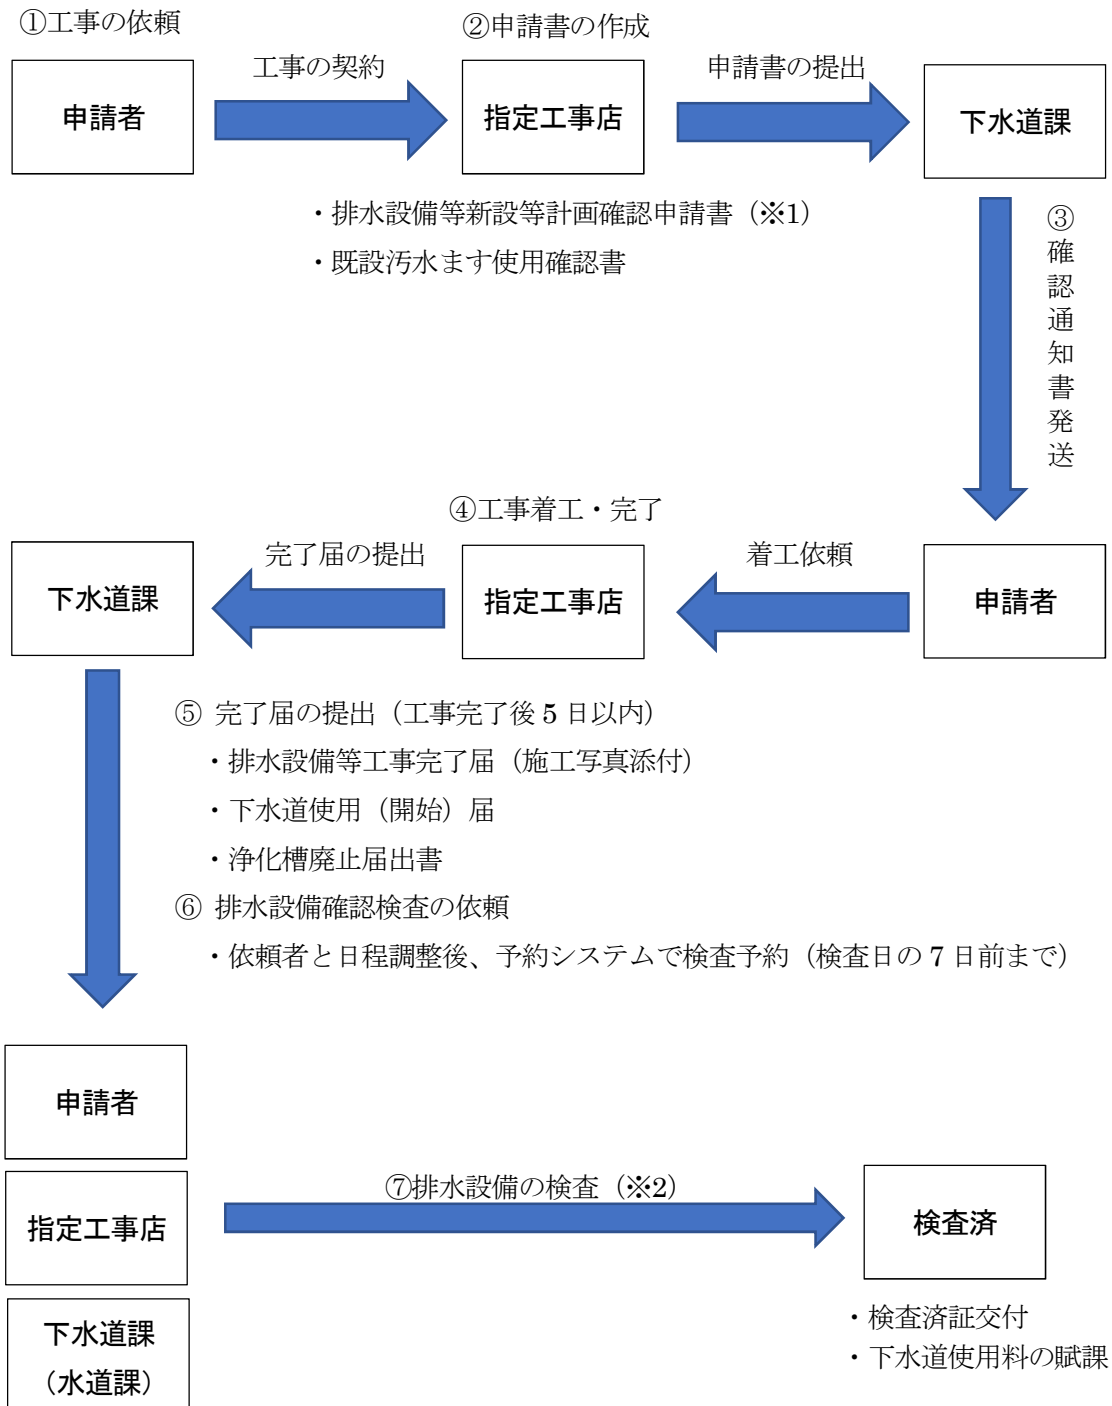 ①工事の依頼
②申請書の作成
工事の契約
申請書の提出
申請者
指定工事店
下水道課
・排水設備等新設等計画確認申請書（※1）
・既設汚水ます使用確認書
③確認通知書発送
④工事着工・完了
完了届の提出
着工依頼
下水道課
指定工事店
申請者
⑤ 完了届の提出（工事完了後 5 日以内）
・排水設備等工事完了届（施工写真添付）
・下水道使用（開始）届
・浄化槽廃止届出書
⑥ 排水設備確認検査の依頼
・依頼者と日程調整後、予約システムで検査予約（検査日の 7 日前まで）
申請者
⑦排水設備の検査（※2）
指定工事店
検査済
下水道課
（水道課）
・検査済証交付
・下水道使用料の賦課